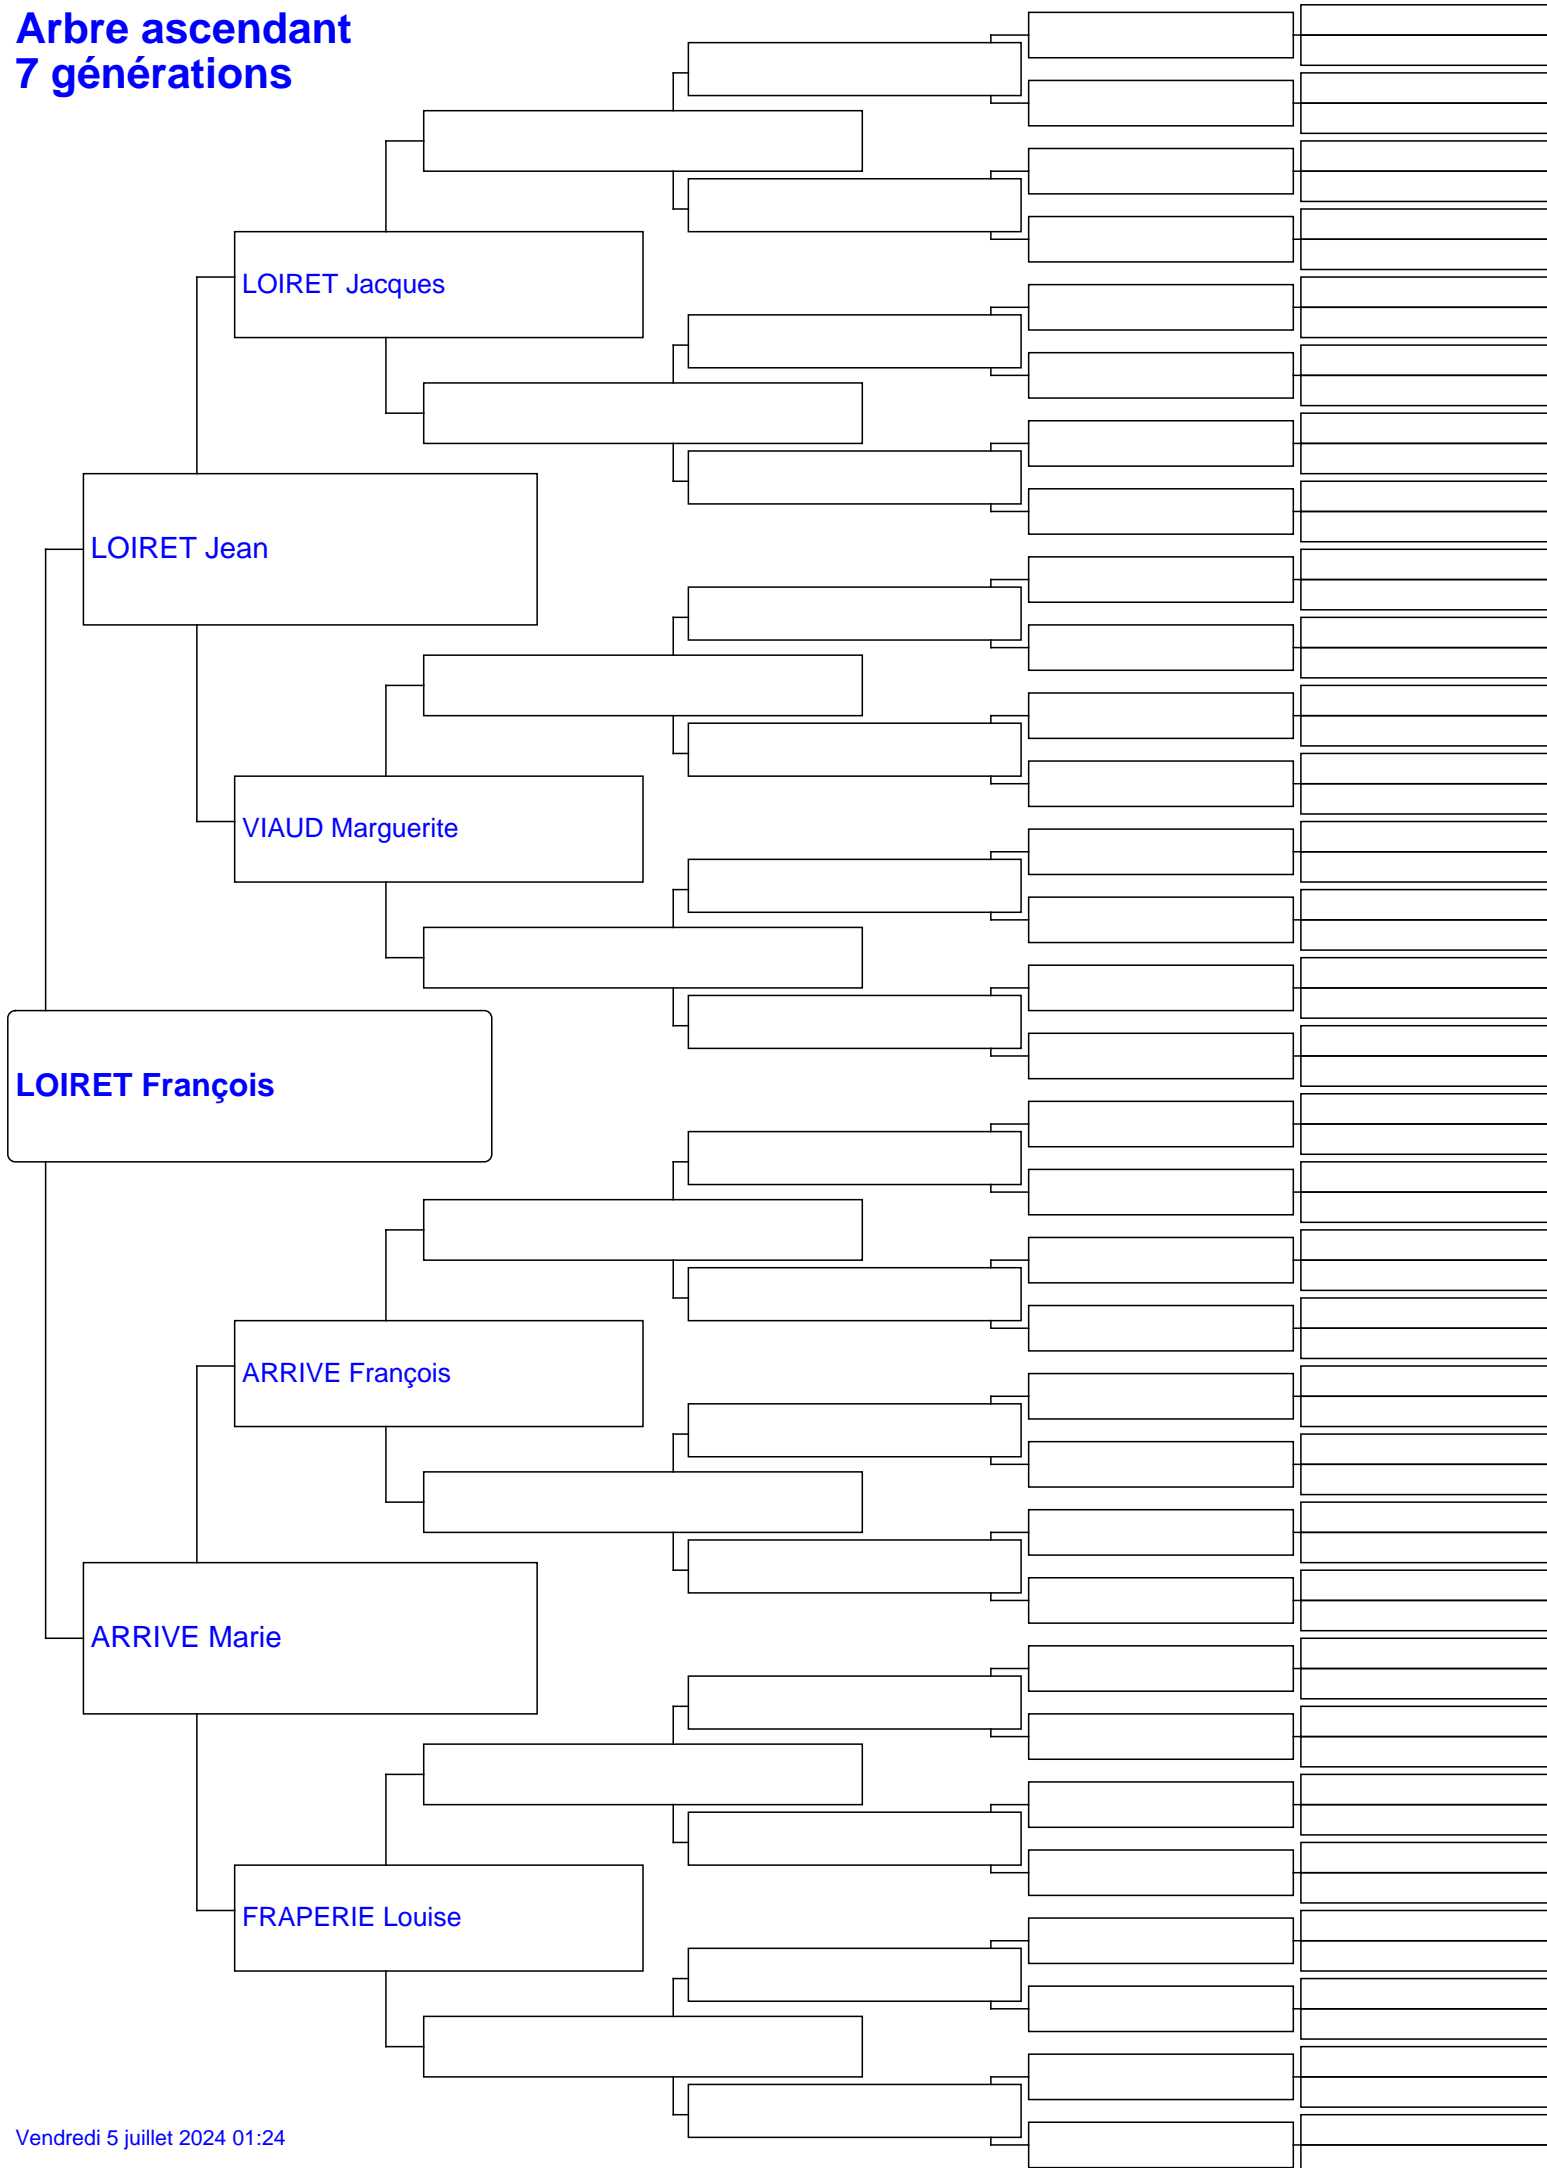 Arbre ascendant
7 générations
LOIRET Jacques
LOIRET Jean
VIAUD Marguerite
LOIRET François
ARRIVE François
ARRIVE Marie
FRAPERIE Louise
Vendredi 5 juillet 2024 01:24